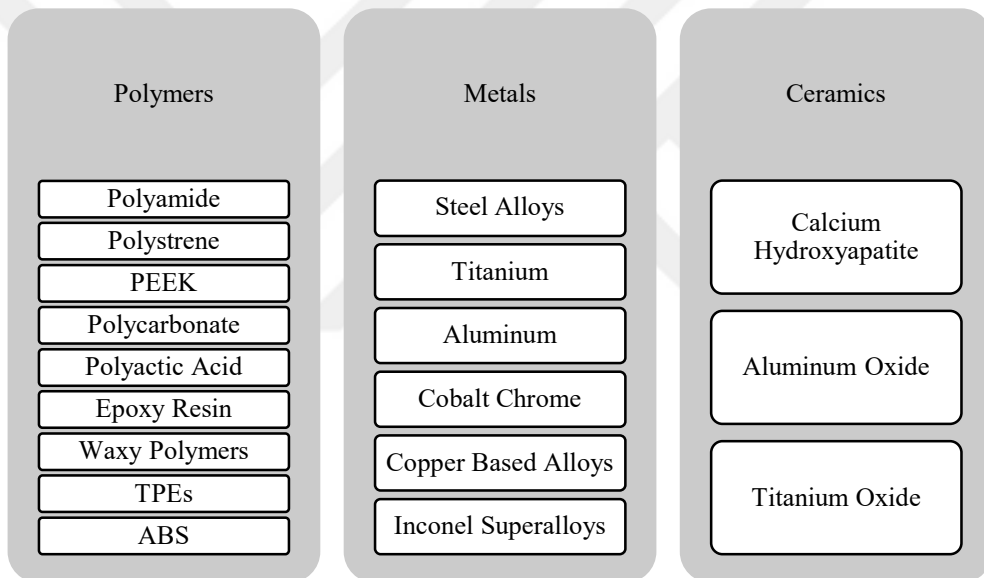 Polymers
Polyamide
Polystrene
PEEK
Polycarbonate
Polyactic Acid
Epoxy Resin
Waxy Polymers
TPEs
ABS
Metals
Steel Alloys
Titanium
Aluminum
Cobalt Chrome
Copper Based Alloys
Inconel Superalloys
Ceramics
Calcium
Hydroxyapatite
Aluminum Oxide
Titanium Oxide